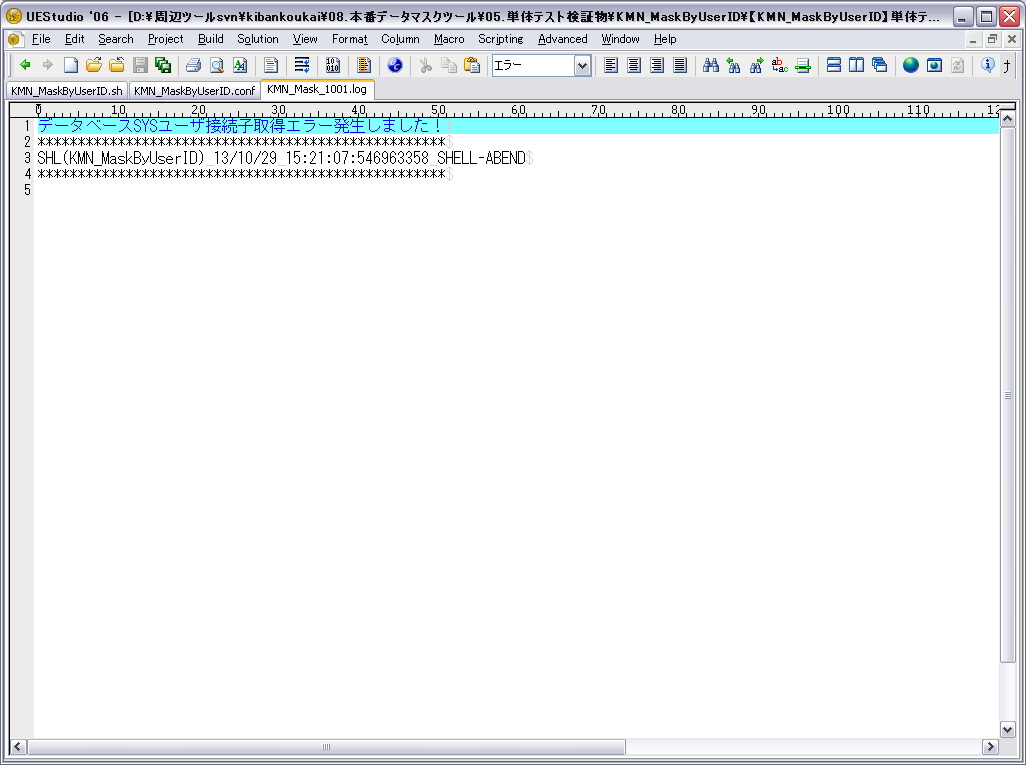 UEStudio '06 - [D:¥周辺ツールsvn¥kibankoukai¥08.本番データマスクツール¥05.単体テスト検証物¥KMN_MaskByUserID¥【KMN_MaskByUserID】単体テ...
File Edit Search Project Build Solution View Format Column Macro Scripting Advanced Window Help
エラー
KMN_MaskByUserID.sh KMN_MaskByUserID.conf KMN_Mask_1001.log
0 10 20 30 40 50 60 70 80 90 100 110 12
1 データベースSYSユーザ接続子取得エラー発生しました！
2 ***************************************************$
3 SHL(KMN_MaskByUserID)_13/10/29_15:21:07:546963358_SHELL-ABEND$
4 ***************************************************$
5